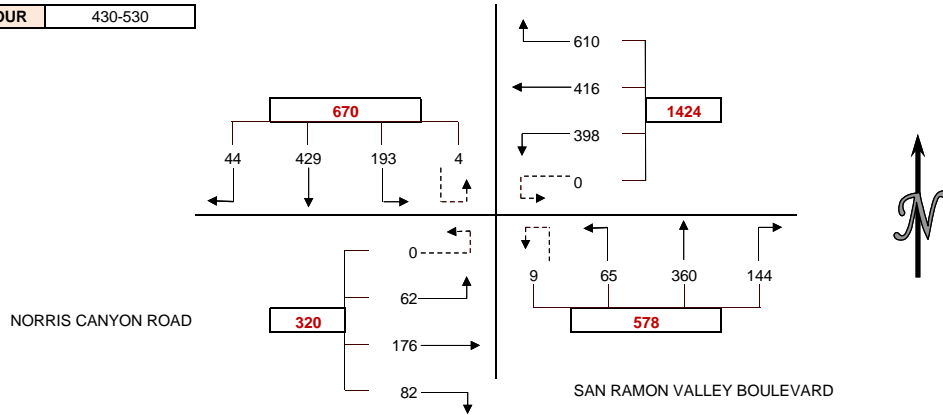 OUR 430-530
610
416
398
0
1424
670
44 429 193 4
0
62
176
82
320
NORRIS CANYON ROAD
9 65 360 144
578
SAN RAMON VALLEY BOULEVARD
N